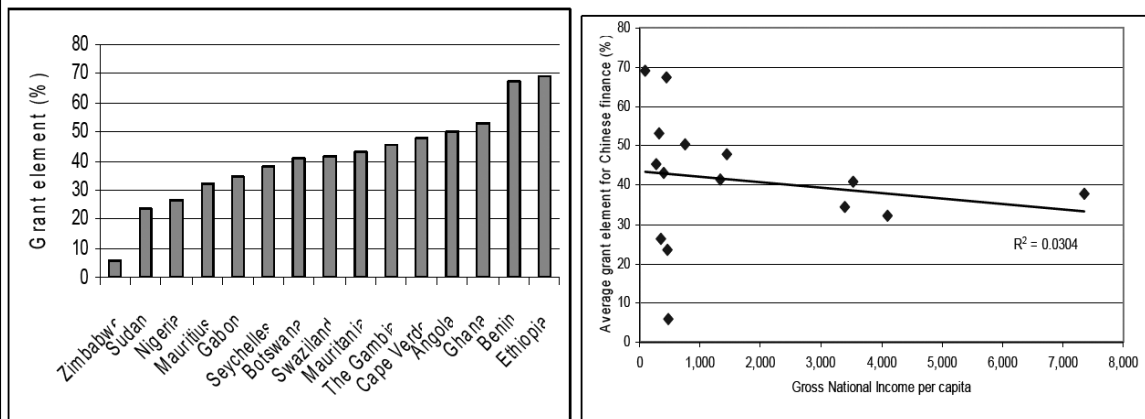 Grant element (%)
80
70
60
50
40
30
20
10
0
Zimbabwe
Sudan
Nigeria
Mauritius
Gabon
Seychelles
Botswana
Swaziland
Mauritania
The Gambia
Cape Verde
Angola
Ghana
Benin
Ethiopia
Average grant element for Chinese finance (%)
80
70
60
50
40
30
20
10
0
R² = 0.0304
0 1,000 2,000 3,000 4,000 5,000 6,000 7,000 8,000
Gross National Income per capita